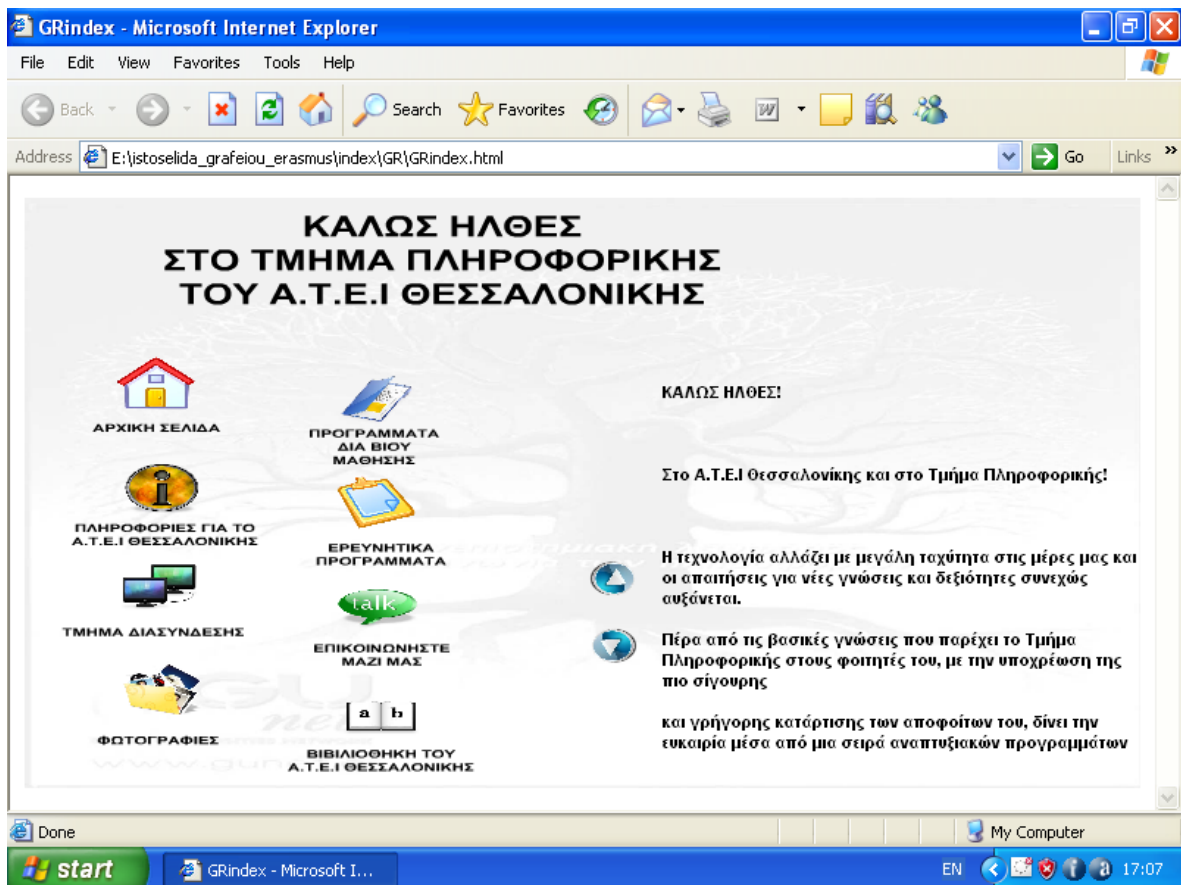 GRindex - Microsoft Internet Explorer
File Edit View Favorites Tools Help
Back Search Favorites
Address E:\istoselida_grafeiou_erasmus\index\GR\GRindex.html Go Links »
ΚΑΛΩΣ ΗΛΘΕΣ
ΣΤΟ ΤΜΗΜΑ ΠΛΗΡΟΦΟΡΙΚΗΣ
ΤΟΥ Α.Τ.Ε.Ι ΘΕΣΣΑΛΟΝΙΚΗΣ
ΑΡΧΙΚΗ ΣΕΛΙΔΑ
ΠΛΗΡΟΦΟΡΙΕΣ ΓΙΑ ΤΟ
Α.Τ.Ε.Ι ΘΕΣΣΑΛΟΝΙΚΗΣ
ΤΜΗΜΑ ΔΙΑΣΥΝΔΕΣΗΣ
ΦΩΤΟΓΡΑΦΙΕΣ
ΠΡΟΓΡΑΜΜΑΤΑ
ΔΙΑ ΒΙΟΥ
ΜΑΘΗΣΗΣ
ΕΡΕΥΝΗΤΙΚΑ
ΠΡΟΓΡΑΜΜΑΤΑ
talk
ΕΠΙΚΟΙΝΩΝΗΣΤΕ
ΜΑΖΙ ΜΑΣ
a b
ΒΙΒΙΛΙΟΘΗΚΗ ΤΟΥ
Α.Τ.Ε.Ι ΘΕΣΣΑΛΟΝΙΚΗΣ
ΚΑΛΩΣ ΗΛΘΕΣ!
Στο Α.Τ.Ε.Ι Θεσσαλονίκης και στο Τμήμα Πληροφορικής!
Η τεχνολογία αλλάζει με μεγάλη ταχύτητα στις μέρες μας και
οι απαιτήσεις για νέες γνώσεις και δεξιότητες συνεχώς
αυξάνεται.
Πέρα από τις βασικές γνώσεις που παρέχει το Τμήμα
Πληροφορικής στους φοιτητές του, με την υποχρέωση της
πιο σίγουρης
και γρήγορης κατάρτισης των αποφοίτων του, δίνει την
ευκαιρία μέσα από μια σειρά αναπτυξιακών προγραμμάτων
Done My Computer
start GRindex - Microsoft I... EN 17:07